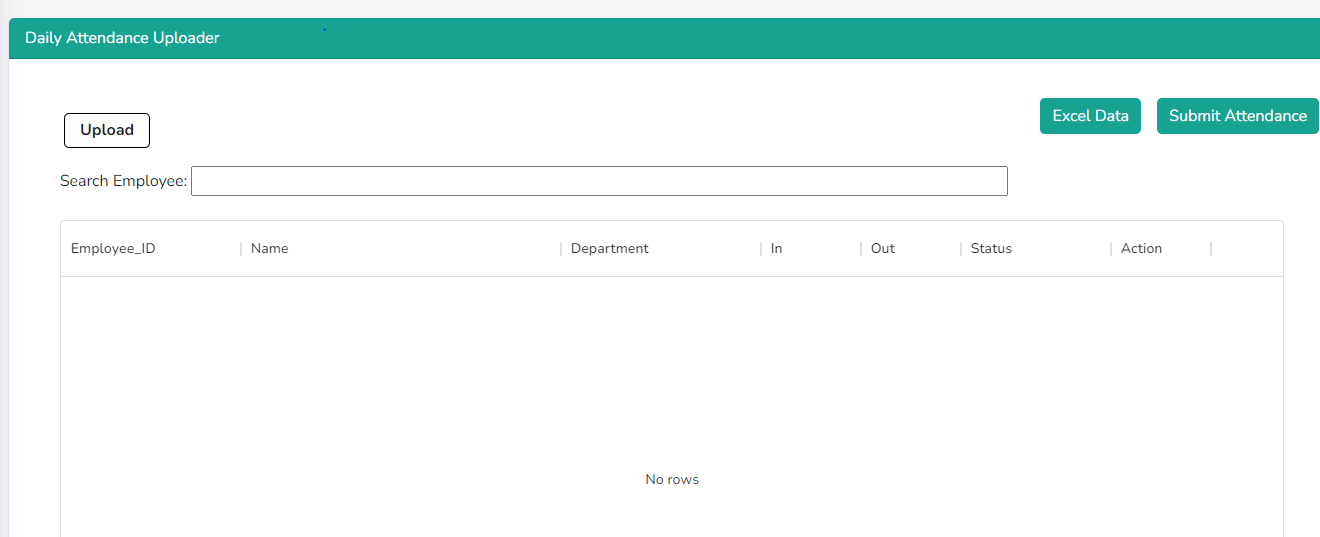 Daily Attendance Uploader
Upload
Excel Data
Submit Attendance
Search Employee:
Employee_ID
Name
Department
In
Out
Status
Action
No rows